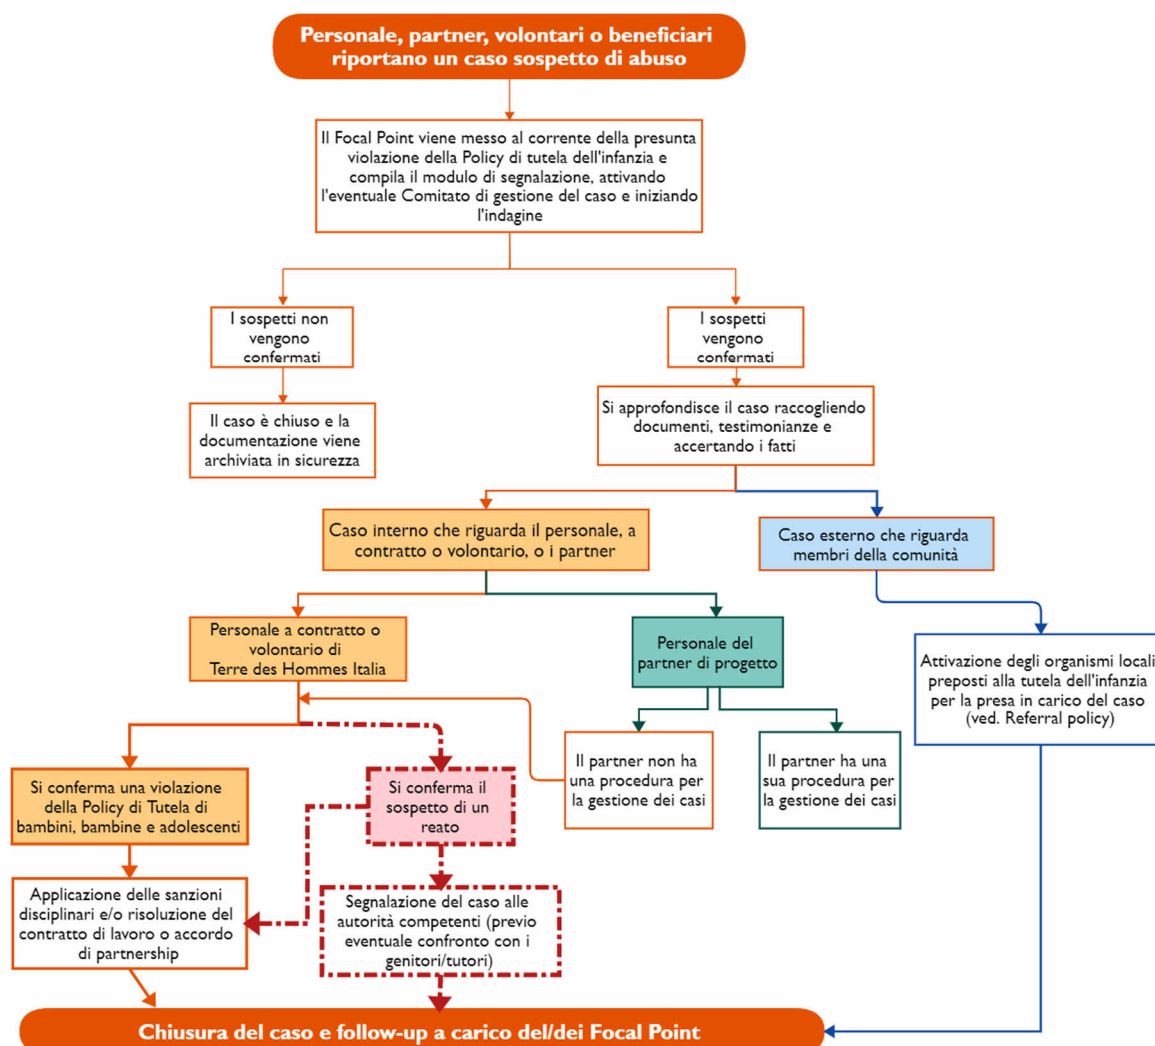 Personale, partner, volontari o beneficiari
riportano un caso sospetto di abuso
Il Focal Point viene messo al corrente della presunta
violazione della Policy di tutela dell'infanzia e
compila il modulo di segnalazione, attivando
l'eventuale Comitato di gestione del caso e iniziando
l'indagine
I sospetti non
vengono
confermati
I sospetti
vengono
confermati
Il caso è chiuso e la
documentazione viene
archiviata in sicurezza
Si approfondisce il caso raccogliendo
documenti, testimonianze e
accertando i fatti
Caso interno che riguarda il personale, a
contratto o volontario, o i partner
Caso esterno che riguarda
membri della comunità
Personale a contratto o
volontario di
Terre des Hommes Italia
Personale del
partner di progetto
Attivazione degli organismi locali
preposti alla tutela dell'infanzia
per la presa in carico del caso
(ved. Referral policy)
Il partner non ha
una procedura per
la gestione dei casi
Il partner ha una
sua procedura per
la gestione dei casi
Si conferma una violazione
della Policy di Tutela di
bambini, bambine e adolescenti
Si conferma il
sospetto di un
reato
Applicazione delle sanzioni
disciplinari e/o risoluzione del
contratto di lavoro o accordo
di partnership
Segnalazione del caso alle
autorità competenti (previo
eventuale confronto con i
genitori/tutori)
Chiusura del caso e follow-up a carico del/dei Focal Point